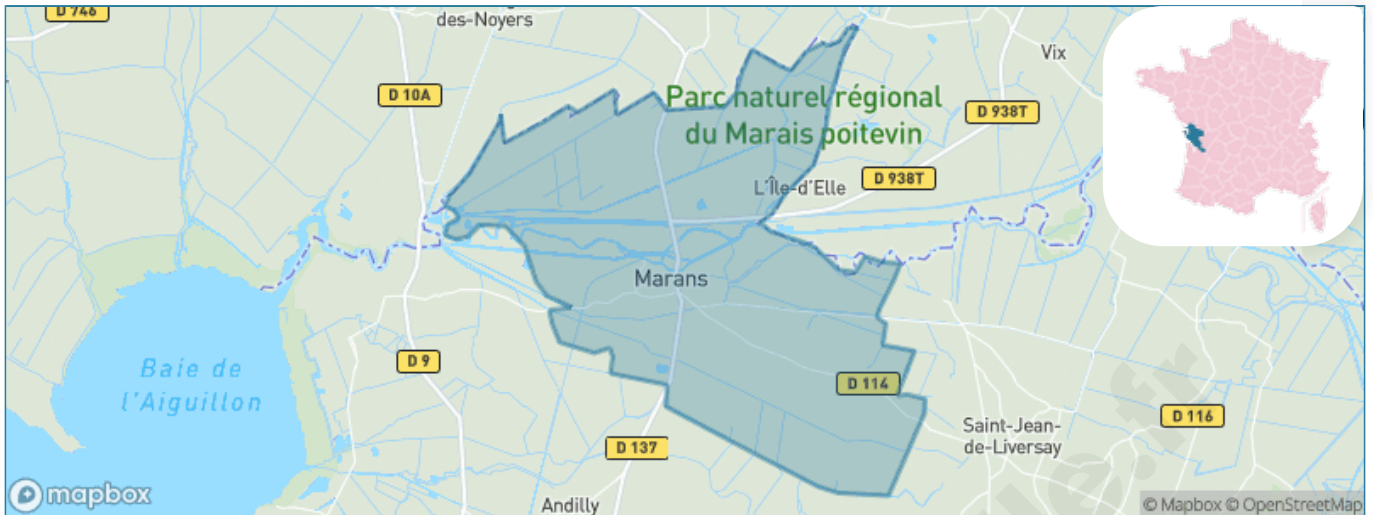 D 746
des-Noyers
Vix
D 10A
Parc naturel régional
du Marais poitevin
D 938T
L'Île-d'Elle
D 938T
Marans
Baie de
l'Aiguillon
D 9
D 114
Saint-Jean-
de-Liversay
D 116
D 137
Andilly
mapbox
© Mapbox © OpenStreetMap